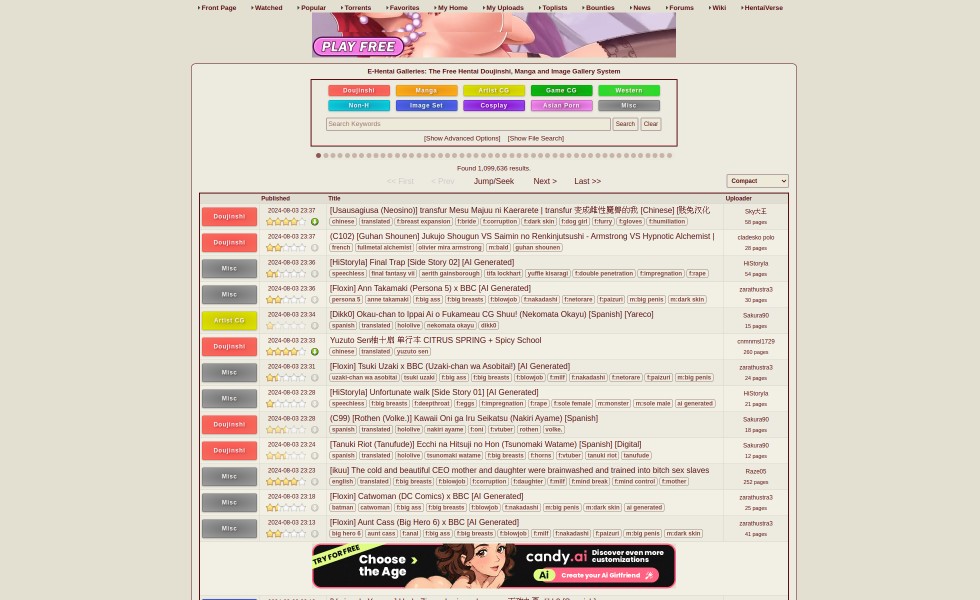 Front Page Watched Popular Torrents Favorites My Home My Uploads Toplists Bounties News Forums Wiki HentaiVerse
PLAY FREE
E-Hentai Galleries: The Free Hentai Doujinshi, Manga and Image Gallery System
Doujinshi Manga Artist CG Game CG Western
Non-H Image Set Cosplay Asian Porn Misc
Search Keywords Search Clear
[Show Advanced Options] [Show File Search]
Found 1,099,636 results.
<< First < Prev Jump/Seek Next > Last >> Compact
Published Title Uploader
Doujinshi 2024-08-03 23:37 [Usausagiusa (Neosino)] transfur Mesu Majuu ni Kaerarete | transfur [Chinese]
Sky大王
chinese translated f:breast expansion f:bride f:corruption f:dark skin f:dog girl f:furry f:gloves f:humiliation
58 pages
Doujinshi 2024-08-03 23:37 (C102) [Guhan Shounen] Jukujo Shougun VS Saimin no Renkinjutsushi - Armstrong VS Hypnotic Alchemist |
cladesko polo
french fullmetal alchemist olivier mira armstrong m:bald guhan shounen
28 pages
Misc 2024-08-03 23:36 [HiStoryla] Final Trap [Side Story 02] [AI Generated]
HiStoryla
speechless final fantasy vii aerith gainsborough tifa lockhart yuffie kisaragi f:double penetration f:impregnation f:rape
54 pages
Misc 2024-08-03 23:36 [Floxin] Ann Takamaki (Persona 5) x BBC [AI Generated]
zarathustra3
persona 5 anne takamaki f:big ass f:big breasts f:blowjob f:nakadashi f:netorare f:paizuri m:big penis m:dark skin
30 pages
Artist CG 2024-08-03 23:34 [Dikk0] Okau-chan to Ippai Ai o Fukameau CG Shuu! (Nekomata Okayu) [Spanish] [Yareco]
Sakura90
spanish translated hololive nekomata okayu dikk0
15 pages
Doujinshi 2024-08-03 23:33 Yuzuto Sen柚十扇 单行本 CITRUS SPRING + Spicy School
cnmnmsl1729
chinese translated yuzuto sen
260 pages
Misc 2024-08-03 23:31 [Floxin] Tsuki Uzaki x BBC (Uzaki-chan wa Asobitai!) [AI Generated]
zarathustra3
uzaki-chan wa asobitai tsuki uzaki f:big ass f:big breasts f:blowjob f:milf f:nakadashi f:netorare f:paizuri m:big penis
24 pages
Misc 2024-08-03 23:28 [HiStoryla] Unfortunate walk [Side Story 01] [AI Generated]
HiStoryla
speechless f:big breasts f:deepthroat f:eggs f:impregnation f:rape f:sole female m:monster m:sole male ai generated
21 pages
Doujinshi 2024-08-03 23:28 (C99) [Rothen (Volke.)] Kawaii Oni ga Iru Seikatsu (Nakiri Ayame) [Spanish]
Sakura90
spanish translated hololive nakiri ayame f:oni f:vtuber rothen volke.
18 pages
Doujinshi 2024-08-03 23:24 [Tanuki Riot (Tanufude)] Ecchi na Hitsuji no Hon (Tsunomaki Watame) [Spanish] [Digital]
Sakura90
spanish translated hololive tsunomaki watame f:big breasts f:horns f:vtuber tanuki riot tanufude
12 pages
Misc 2024-08-03 23:23 [ikuu] The cold and beautiful CEO mother and daughter were brainwashed and trained into bitch sex slaves
Raze05
english translated f:big breasts f:blowjob f:corruption f:daughter f:milf f:mind break f:mind control f:mother
252 pages
Misc 2024-08-03 23:18 [Floxin] Catwoman (DC Comics) x BBC [AI Generated]
zarathustra3
batman catwoman f:big ass f:big breasts f:blowjob f:nakadashi m:big penis m:dark skin ai generated
25 pages
Misc 2024-08-03 23:13 [Floxin] Aunt Cass (Big Hero 6) x BBC [AI Generated]
zarathustra3
big hero 6 aunt cass f:anal f:big ass f:big breasts f:blowjob f:milf f:nakadashi f:paizuri m:big penis m:dark skin
41 pages
TRY FOR FREE Choose the Age candy.ai Discover even more customizations
Ai Create your AI Girlfriend